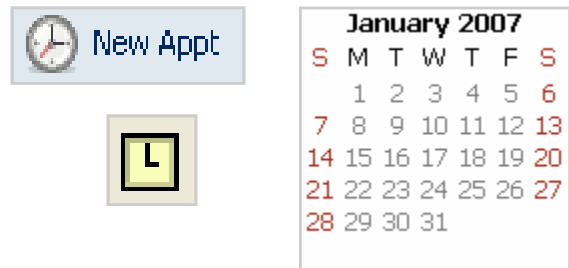 New Appt
January 2007
S M T W T F S
1 2 3 4 5 6
7 8 9 10 11 12 13
14 15 16 17 18 19 20
21 22 23 24 25 26 27
28 29 30 31